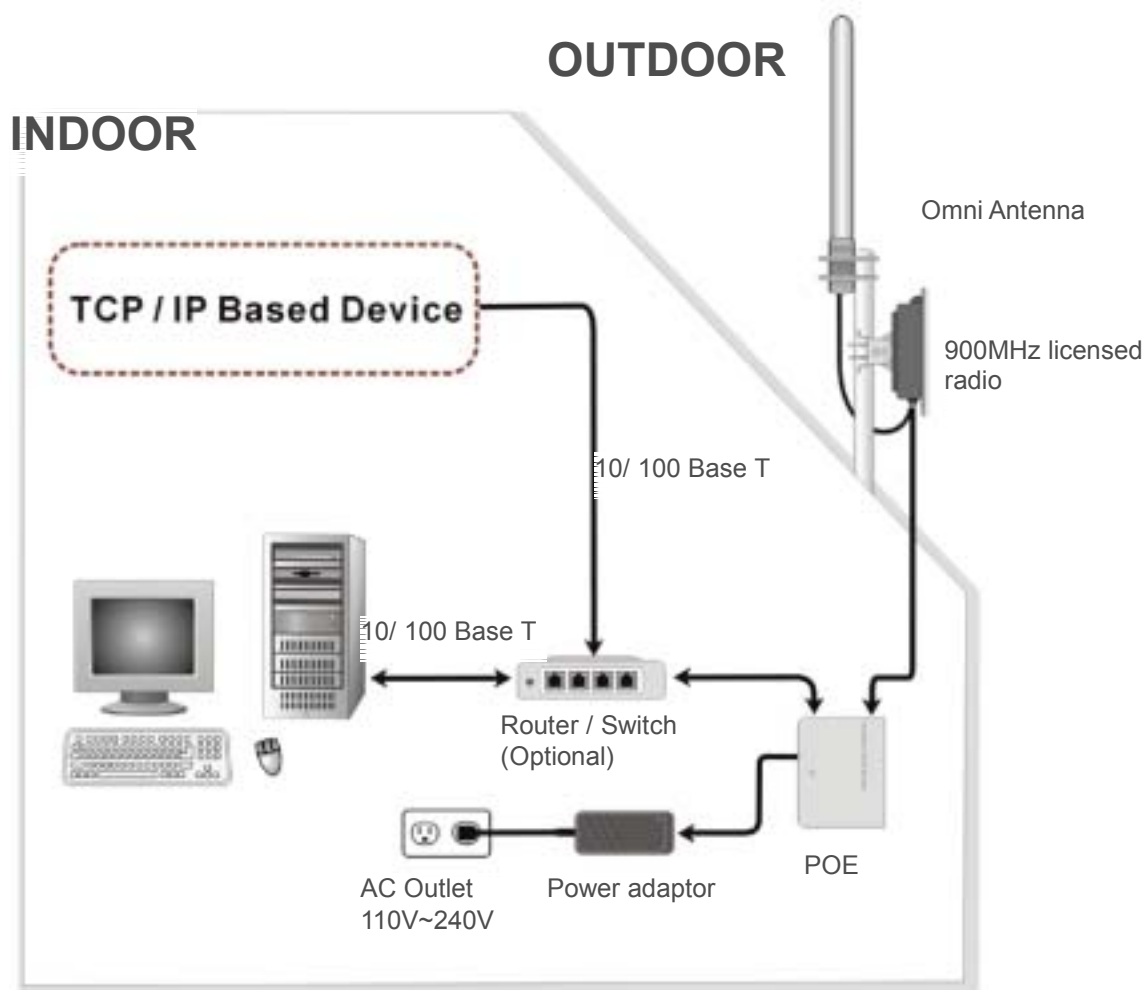 OUTDOOR
INDOOR
Omni Antenna
TCP / IP Based Device
900MHz licensed
radio
10/ 100 Base T
10/ 100 Base T
Router / Switch
(Optional)
POE
AC Outlet
110V~240V
Power adaptor